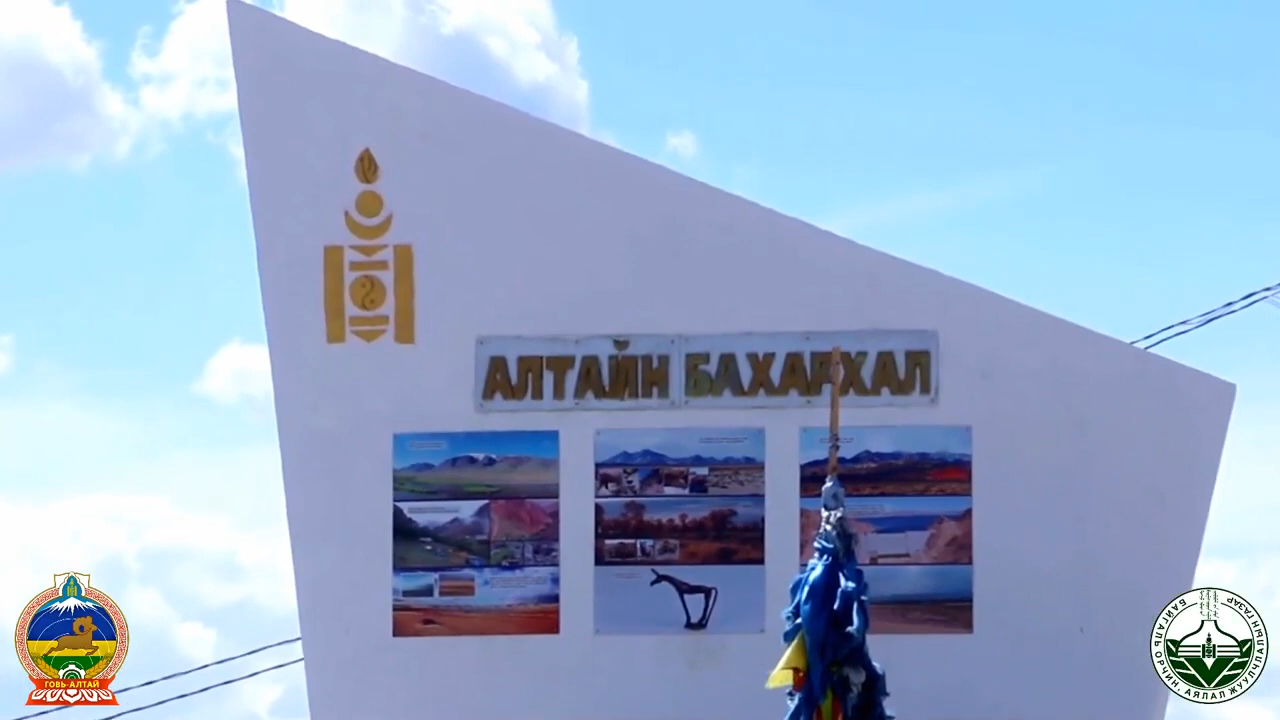 АЛТАЙН БАХАРХАЛ
ГОВЬ-АЛТАЙ
БАЙГАЛЬ ОРЧИН, АЯЛАЛ ЖУУЛЧЛАЛЫН ГАЗАР